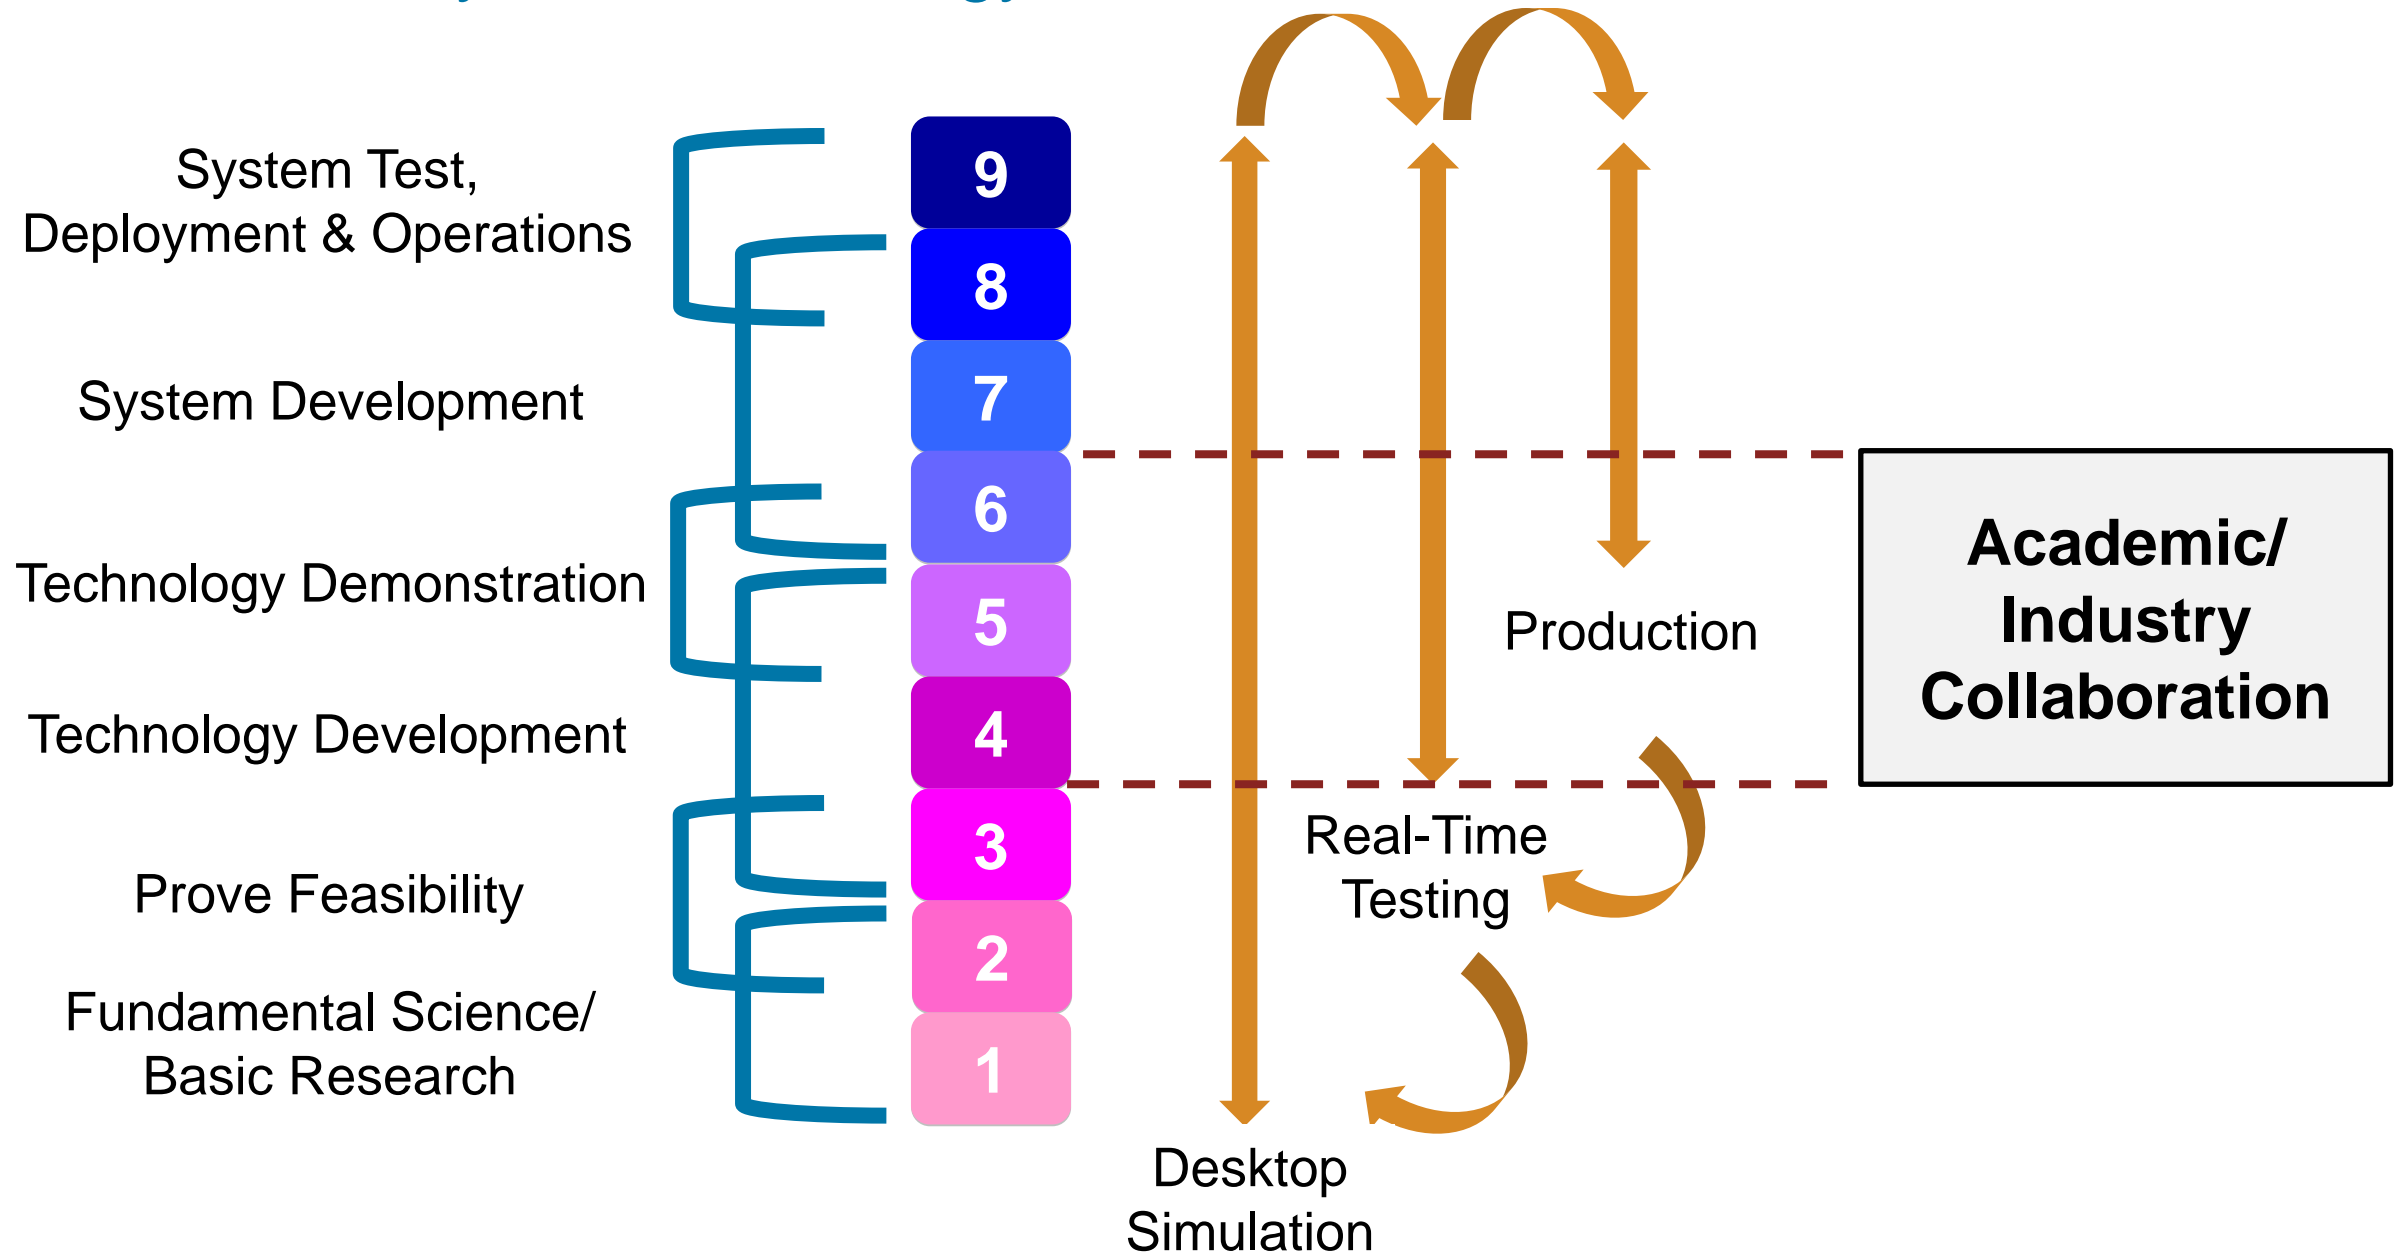 System Test,
Deployment & Operations
System Development
Technology Demonstration
Technology Development
Prove Feasibility
Fundamental Science/
Basic Research
9
8
7
6
5
4
3
2
1
Production
Real-Time
Testing
Desktop
Simulation
Academic/
Industry
Collaboration